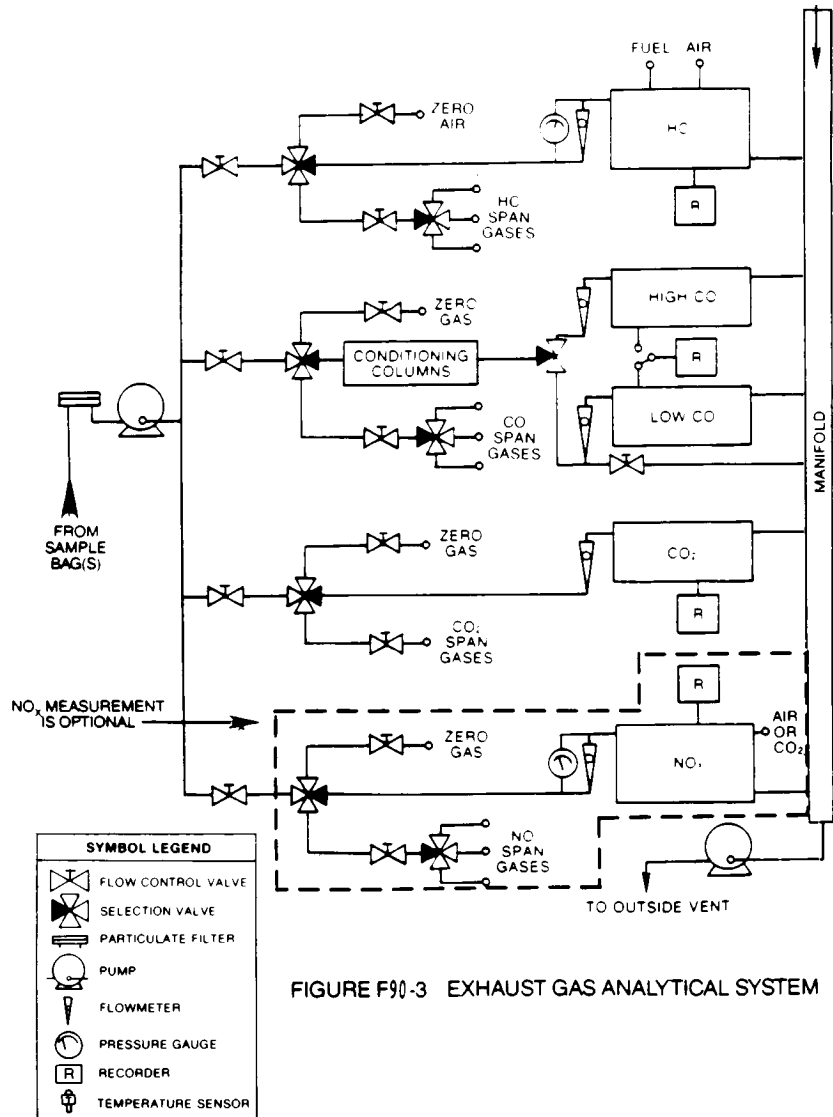 FUEL AIR
ZERO
AIR
HC
R
HC
SPAN
GASES
ZERO
GAS
HIGH CO
CONDITIONING
COLUMNS
R
LOW CO
CO
SPAN
GASES
MANIFOLD
FROM
SAMPLE
BAG(S)
ZERO
GAS
CO₂
R
CO₂
SPAN
GASES
NOₓ MEASUREMENT
IS OPTIONAL
R
AIR
OR
CO₂
ZERO
GAS
NOₓ
NO
SPAN
GASES
TO OUTSIDE VENT
SYMBOL LEGEND
FLOW CONTROL VALVE
SELECTION VALVE
PARTICULATE FILTER
PUMP
FLOWMETER
PRESSURE GAUGE
R RECORDER
TEMPERATURE SENSOR
FIGURE F90-3 EXHAUST GAS ANALYTICAL SYSTEM